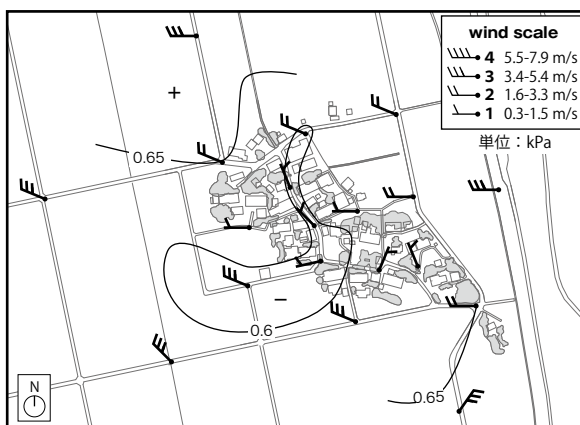 wind scale
4 5.5-7.9 m/s
3 3.4-5.4 m/s
2 1.6-3.3 m/s
1 0.3-1.5 m/s
単位：kPa
+
0.65
−
0.6
0.65
N